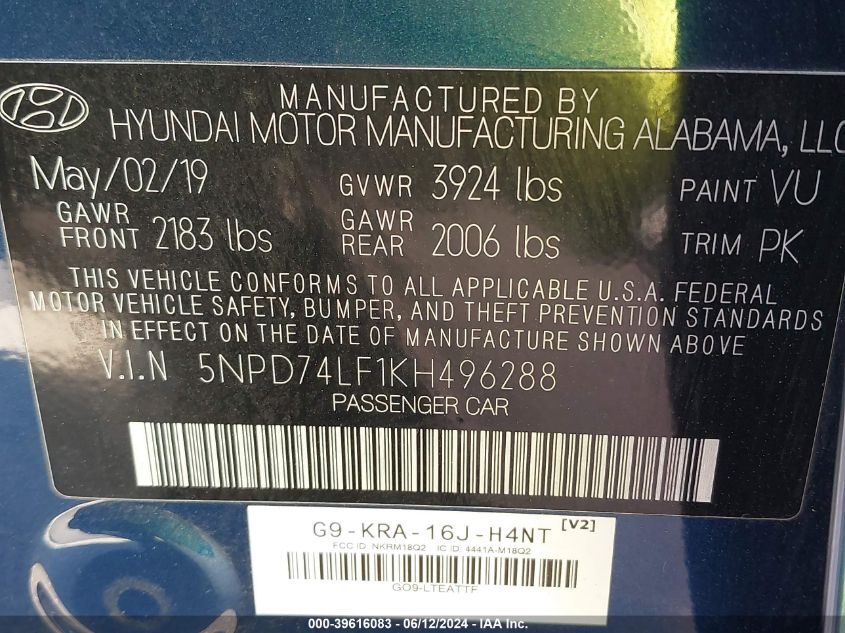 MANUFACTURED BY
HYUNDAI MOTOR MANUFACTURING ALABAMA, LLC
May/02/19 GVWR 3924 lbs PAINT VU
GAWR FRONT 2183 lbs GAWR REAR 2006 lbs TRIM PK
THIS VEHICLE CONFORMS TO ALL APPLICABLE U.S.A. FEDERAL
MOTOR VEHICLE SAFETY, BUMPER, AND THEFT PREVENTION STANDARDS
IN EFFECT ON THE DATE OF MANUFACTURE SHOWN ABOVE
V.I.N 5NPD74LF1KH496288
PASSENGER CAR
G9-KRA-16J-H4NT [V2]
FCC ID: NKRM18Q2 IC ID: 4441A-M18Q2
GO9-LTEATTF
000-39616083 - 06/12/2024 - IAA Inc.